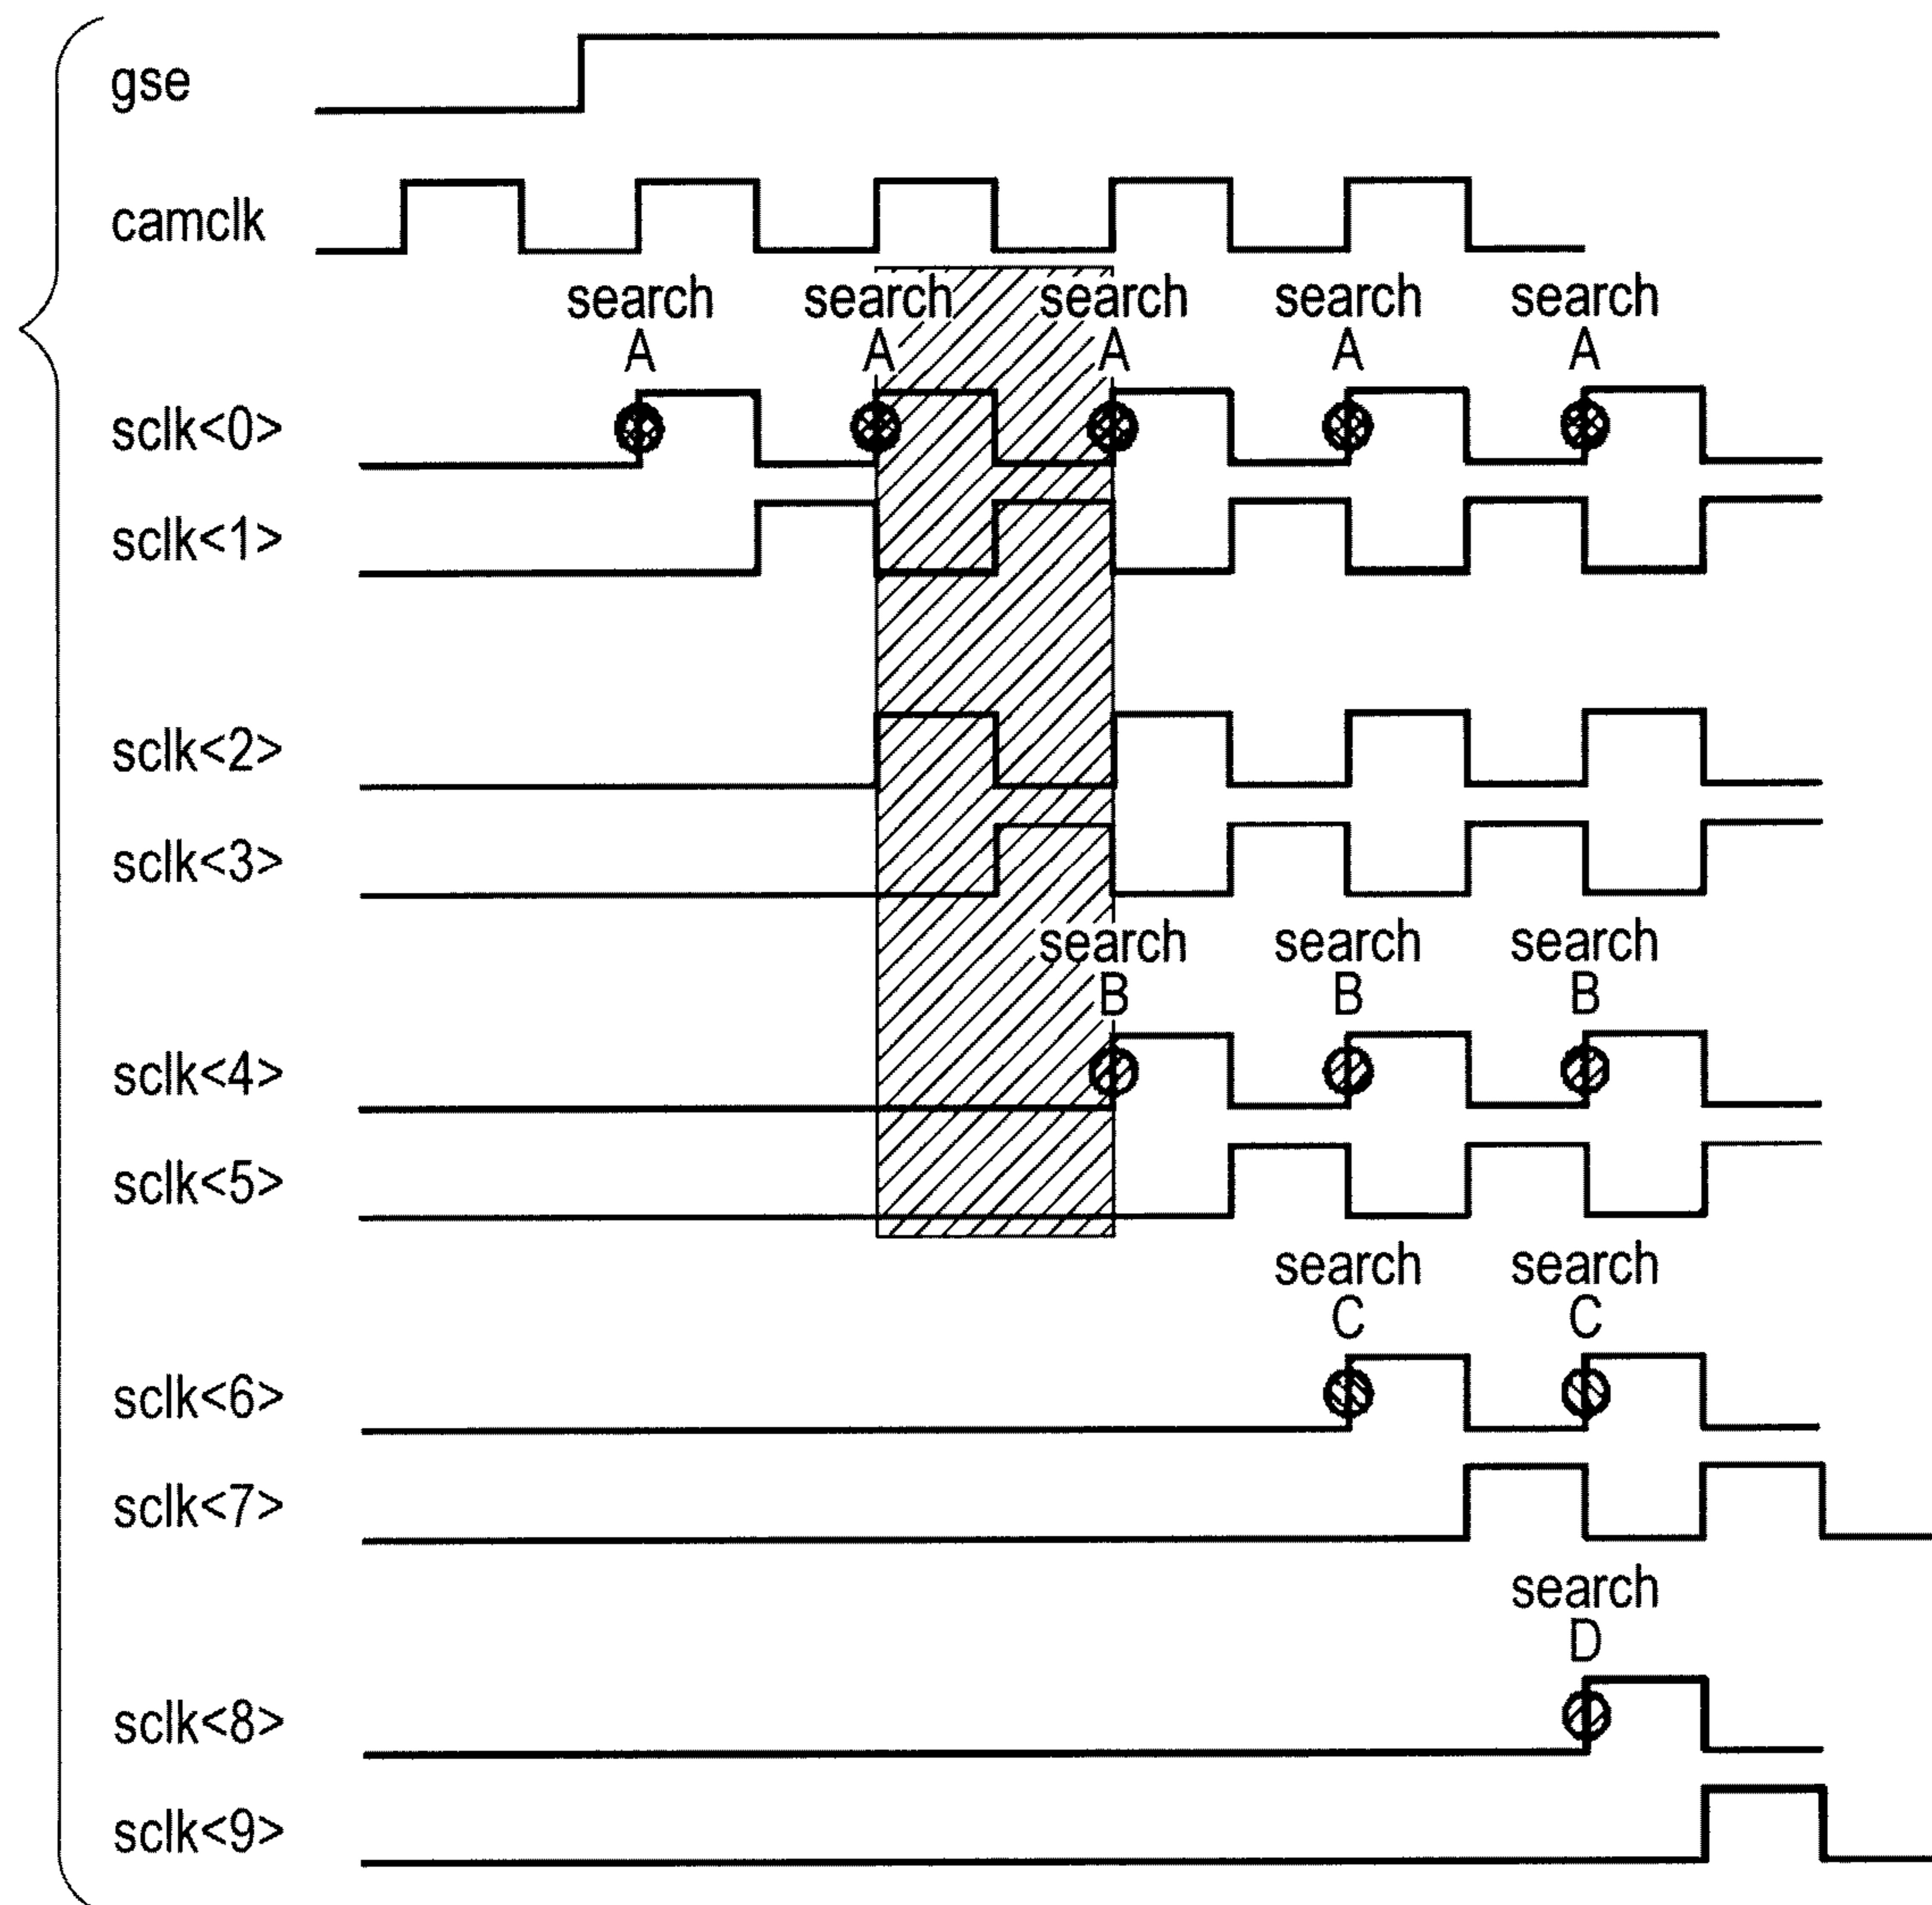 gse
camclk
search search search search search
A A A A A
sclk<0>
sclk<1>
sclk<2>
sclk<3>
search search search
B B B
sclk<4>
sclk<5>
search search
C C
sclk<6>
sclk<7>
search
D
sclk<8>
sclk<9>